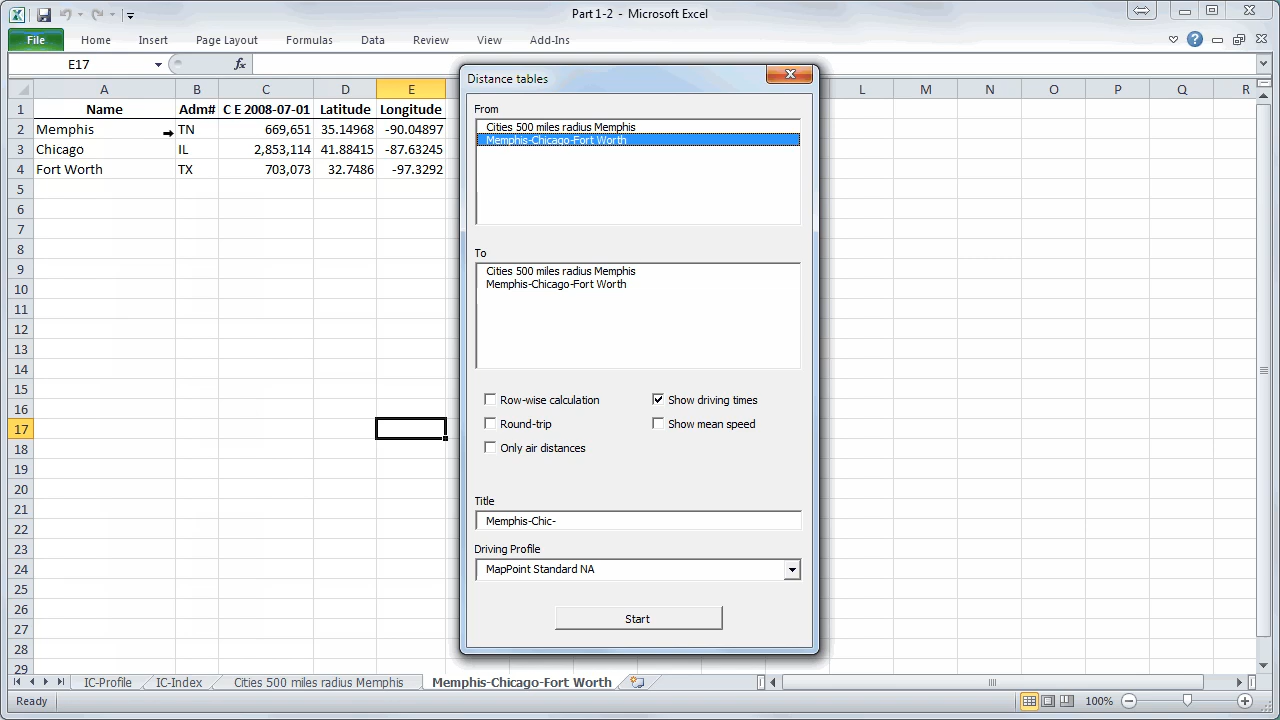 Part 1-2 - Microsoft Excel
File Home Insert Page Layout Formulas Data Review View Add-Ins
E17 fx
A B C D E L M N O P Q R
1 Name Adm# C E 2008-07-01 Latitude Longitude
2 Memphis TN 669,651 35.14968 -90.04897
3 Chicago IL 2,853,114 41.88415 -87.63245
4 Fort Worth TX 703,073 32.7486 -97.3292
5
6
7
8
9
10
11
12
13
14
15
16
17
18
19
20
21
22
23
24
25
26
27
28
29
Distance tables
From
Cities 500 miles radius Memphis
Memphis-Chicago-Fort Worth
To
Cities 500 miles radius Memphis
Memphis-Chicago-Fort Worth
Row-wise calculation Show driving times
Round-trip Show mean speed
Only air distances
Title
Memphis-Chic-
Driving Profile
MapPoint Standard NA
Start
IC-Profile IC-Index Cities 500 miles radius Memphis Memphis-Chicago-Fort Worth
Ready 100%